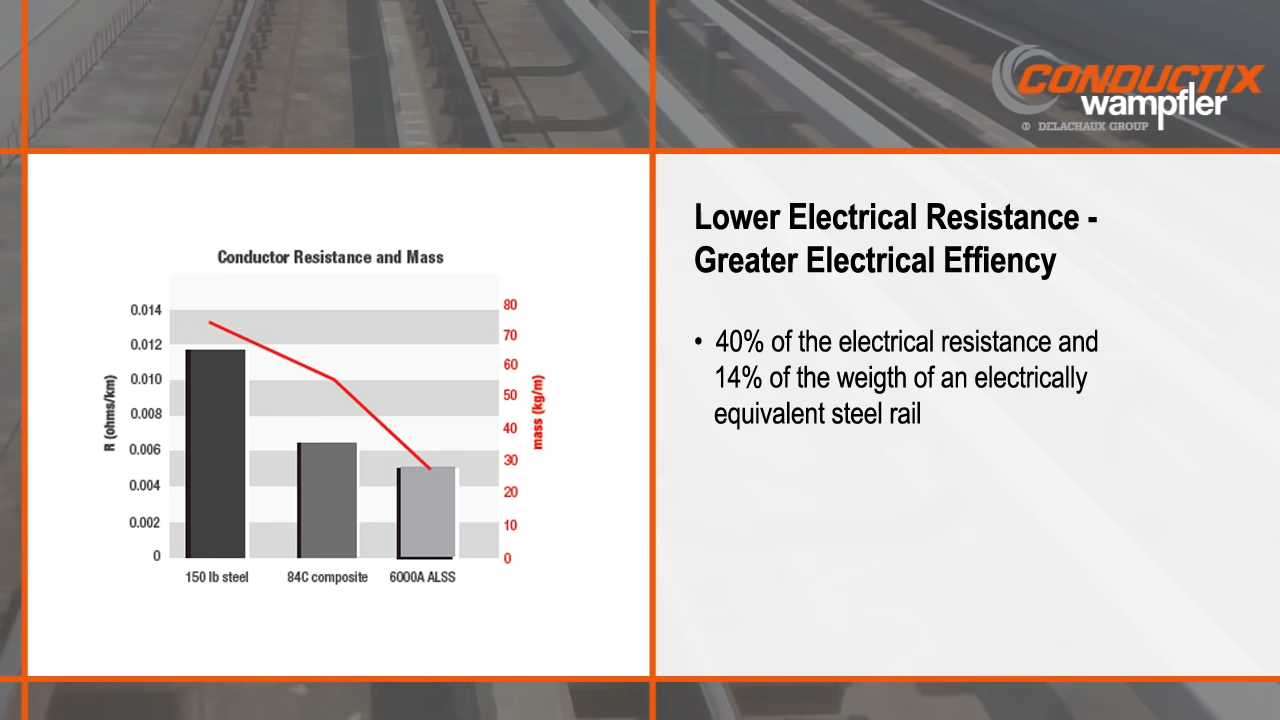 CONDUCTIX
wampfler
DELACHAUX GROUP
Conductor Resistance and Mass
0.014
0.012
0.010
0.008
0.006
0.004
0.002
0
R (ohms/km)
80
70
60
50
40
30
20
10
0
mass (kg/m)
150 lb steel
84C composite
6000A ALSS
Lower Electrical Resistance -
Greater Electrical Effiency
• 40% of the electrical resistance and
14% of the weigth of an electrically
equivalent steel rail